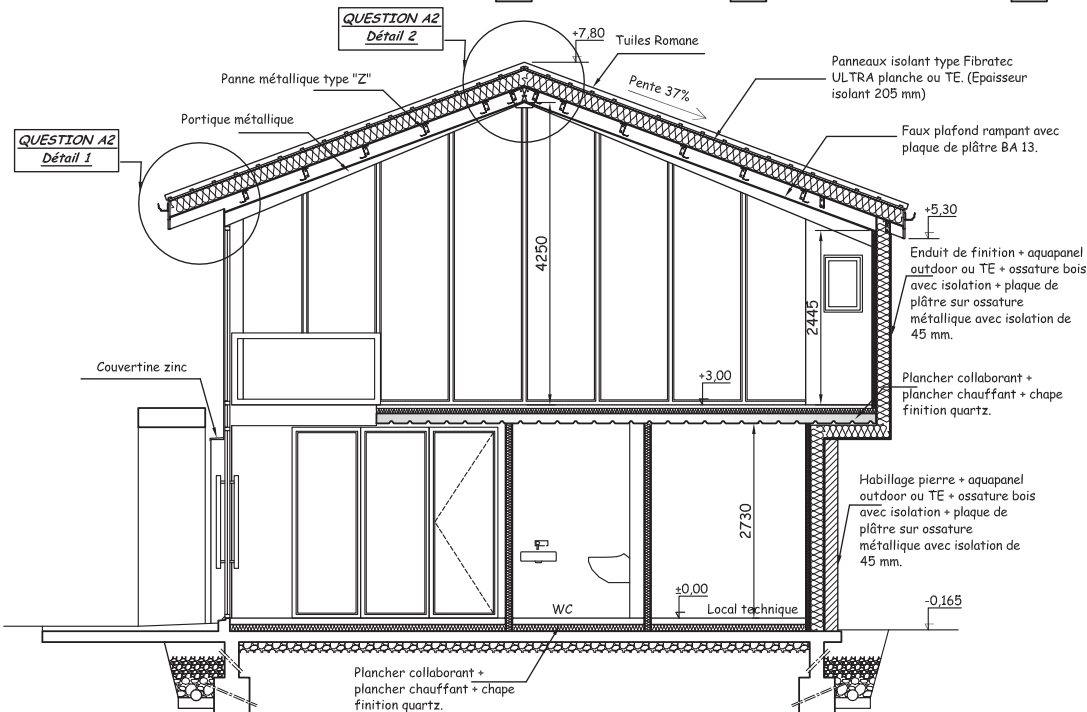 QUESTION A2
Détail 2
+7,80
Tuiles Romane
Panneaux isolant type Fibratec
ULTRA planche ou TE. (Epaisseur
isolant 205 mm)
Panne métallique type "Z"
Pente 37%
Portique métallique
QUESTION A2
Détail 1
Faux plafond rampant avec
plaque de plâtre BA 13.
+5,30
4250
2445
Enduit de finition + aquapanel
outdoor ou TE + ossature bois
avec isolation + plaque de
plâtre sur ossature
métallique avec isolation de
45 mm.
Couvertine zinc
+3,00
Plancher collaborant +
plancher chauffant + chape
finition quartz.
2730
Habillage pierre + aquapanel
outdoor ou TE + ossature bois
avec isolation + plaque de
plâtre sur ossature
métallique avec isolation de
45 mm.
±0,00
WC
Local technique
-0,165
Plancher collaborant +
plancher chauffant + chape
finition quartz.